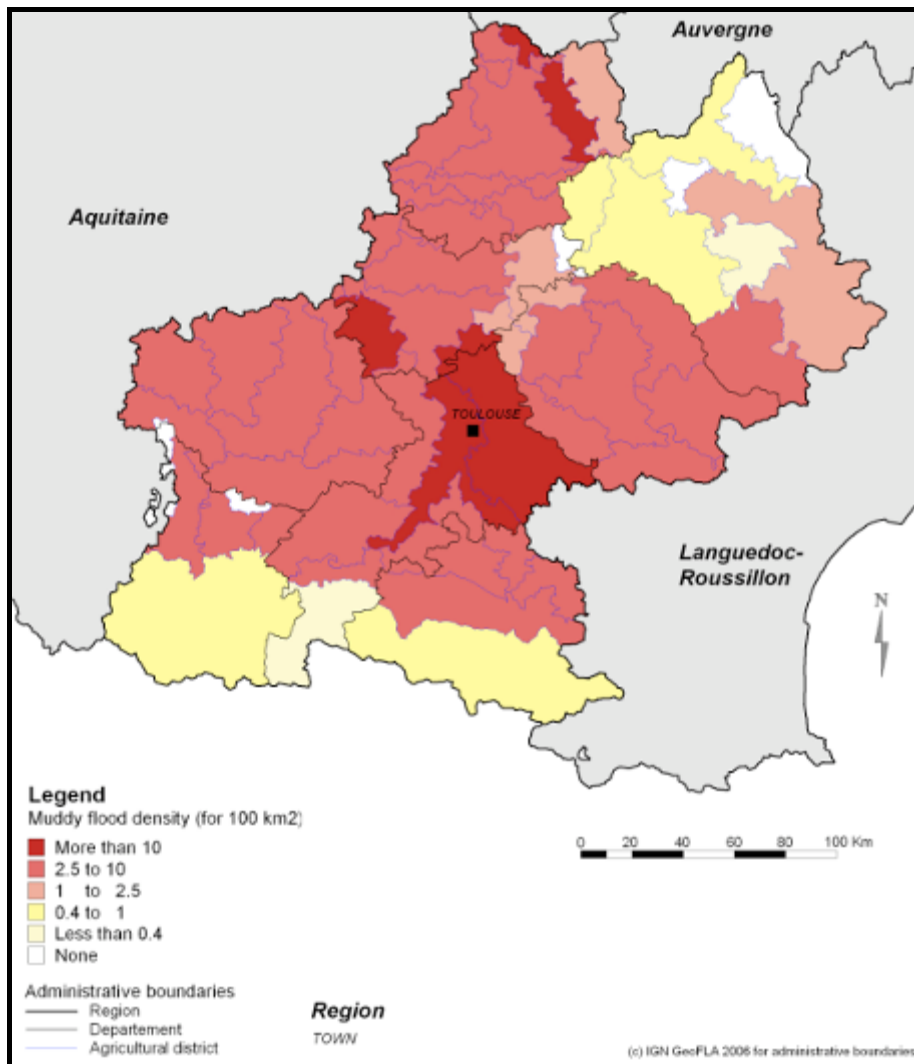 Auvergne
Aquitaine
TOULOUSE
Languedoc-
Roussillon
N
Legend
Muddy flood density (for 100 km2)
More than 10
2.5 to 10
1 to 2.5
0.4 to 1
Less than 0.4
None
0 20 40 60 80 100 Km
Administrative boundaries
Region
Departement
Agricultural district
Region
TOWN
(c) IGN GeoFLA 2006 for administrative boundaries